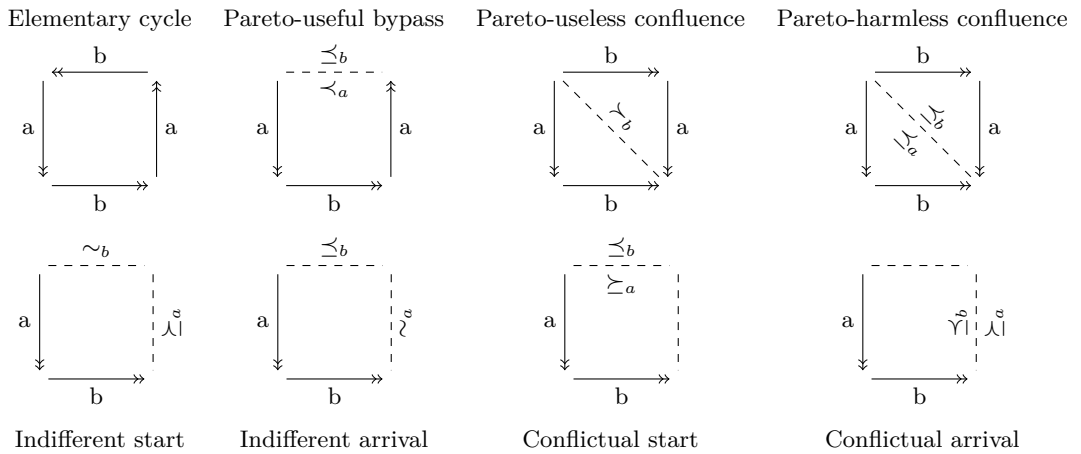 Elementary cycle
Pareto-useful bypass
Pareto-useless confluence
Pareto-harmless confluence
b
a
a
b
⪯b
≺a
a
a
b
b
a
≺b
a
b
b
a
⪯b
⪯a
a
b
∼b
a
⪯a
b
⪯b
a
∼a
b
⪯b
⪰a
a
b
a
⪰b
⪯a
b
Indifferent start
Indifferent arrival
Conflictual start
Conflictual arrival